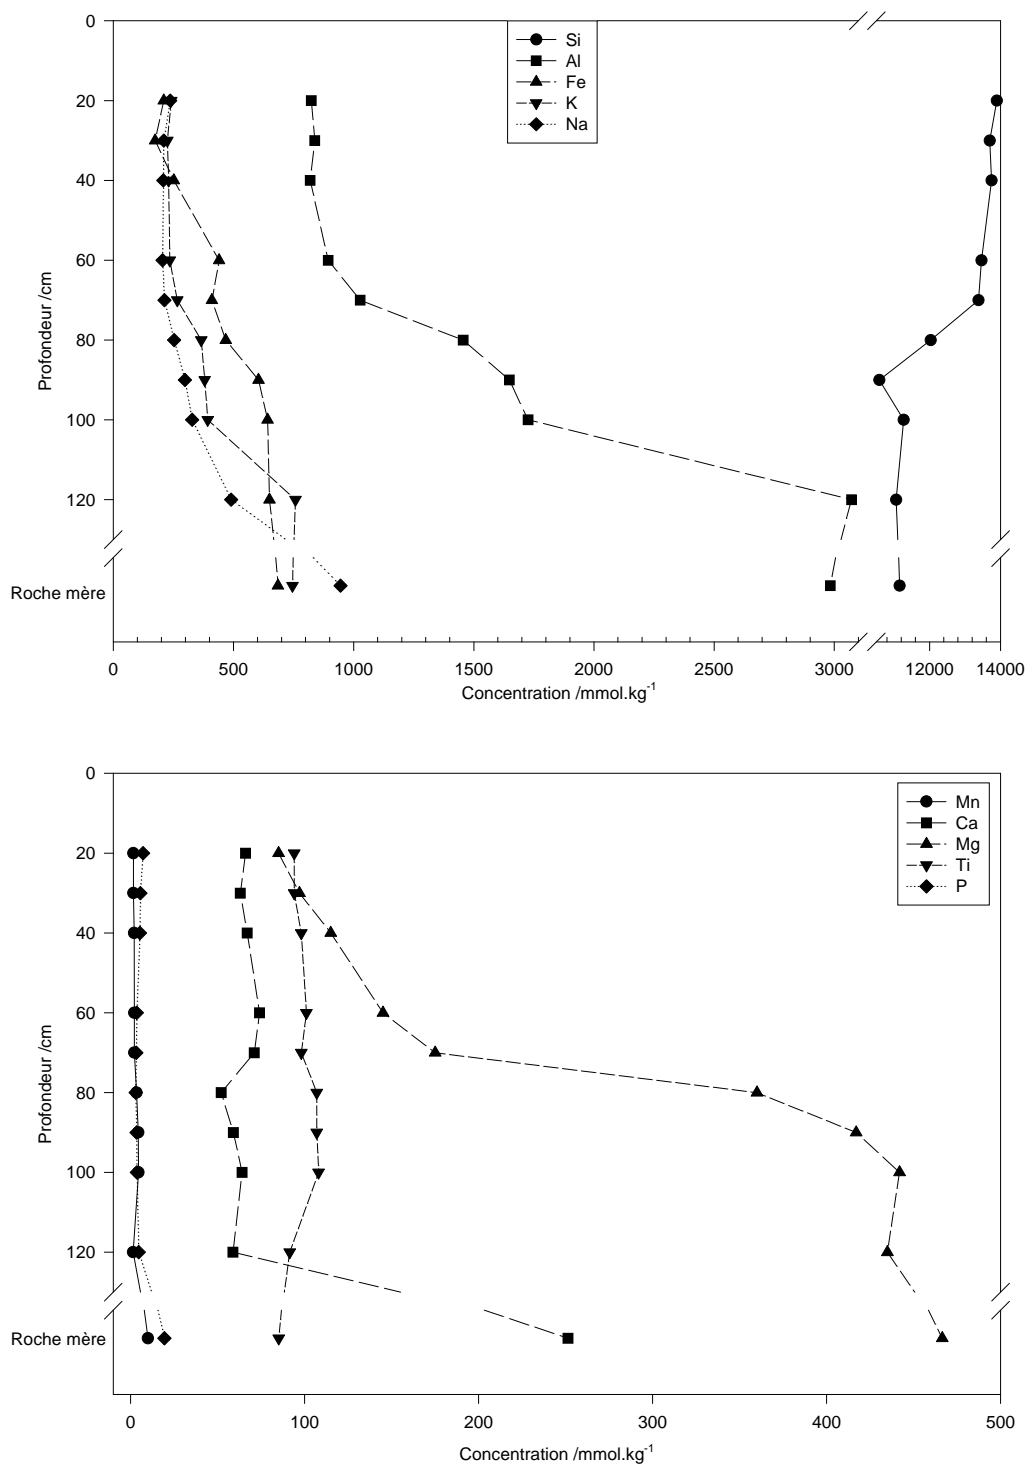 0
20
40
60
80
100
120
Roche mère
Profondeur /cm
Si
Al
Fe
K
Na
0 500 1000 1500 2000 2500 3000 12000 14000
Concentration /mmol.kg-1
0
20
40
60
80
100
120
Roche mère
Profondeur /cm
Mn
Ca
Mg
Ti
P
0 100 200 300 400 500
Concentration /mmol.kg-1